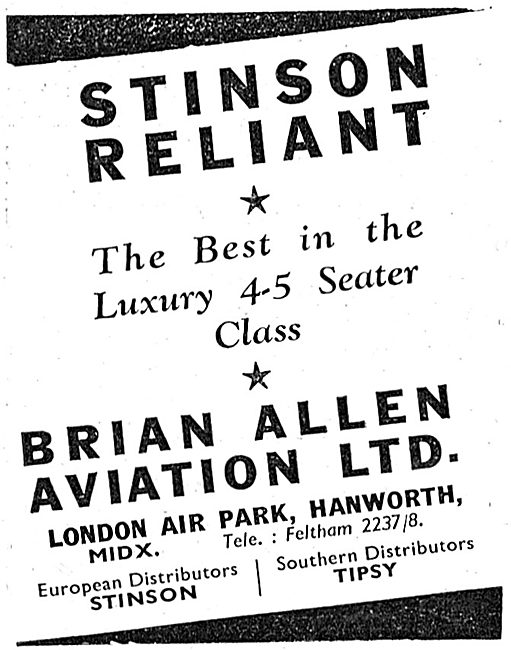 STINSON
RELIANT
The Best in the
Luxury 4-5 Seater
Class
BRIAN ALLEN
AVIATION LTD.
LONDON AIR PARK, HANWORTH,
MIDX. Tele. : Feltham 2237/8.
European Distributors
STINSON
Southern Distributors
TIPSY